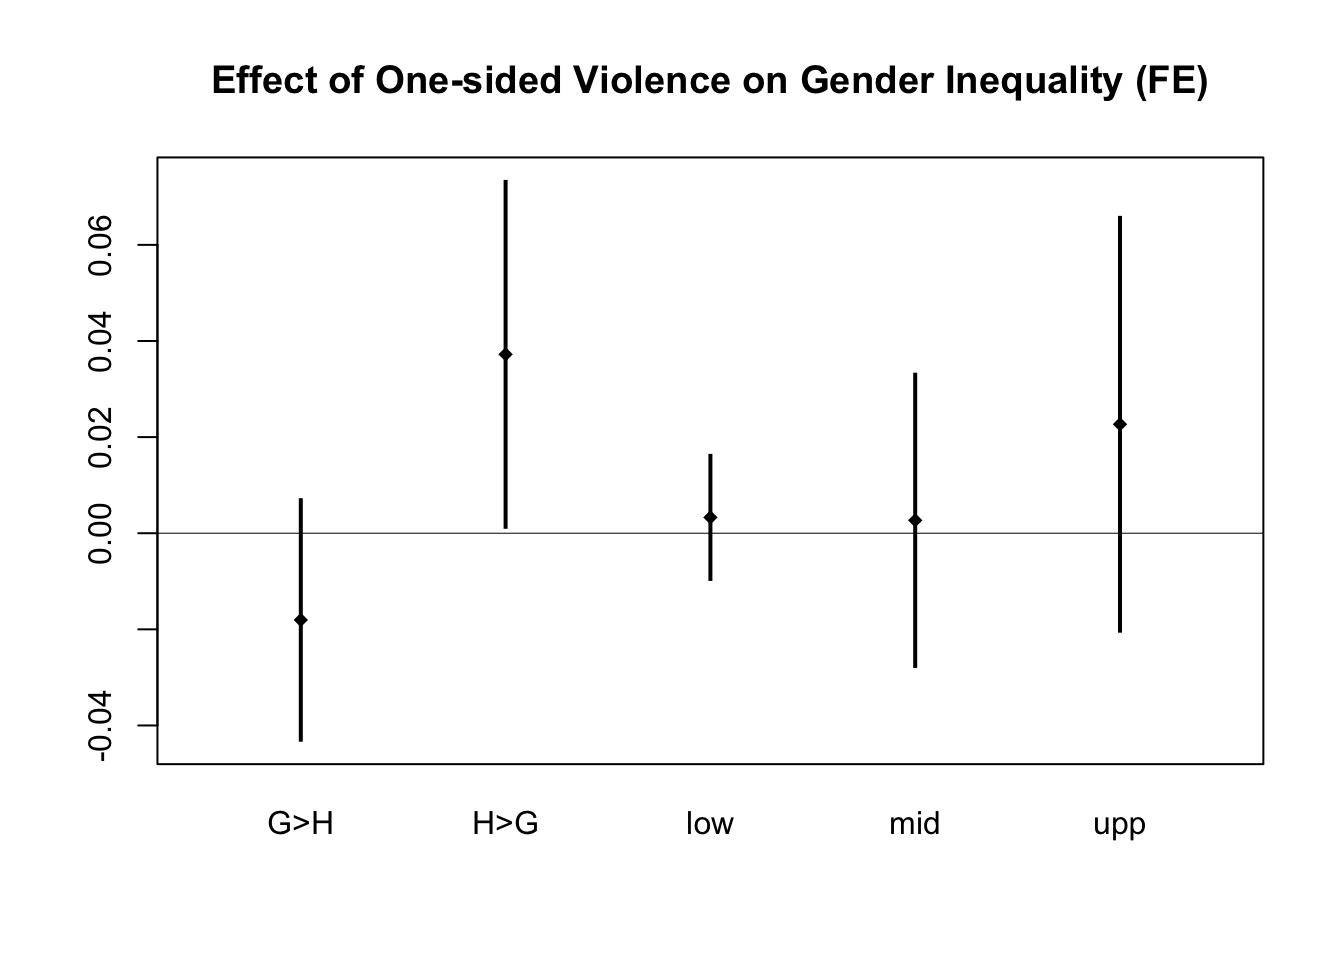 Effect of One-sided Violence on Gender Inequality (FE)
0.06
0.04
0.02
0.00
-0.04
G>H H>G low mid upp